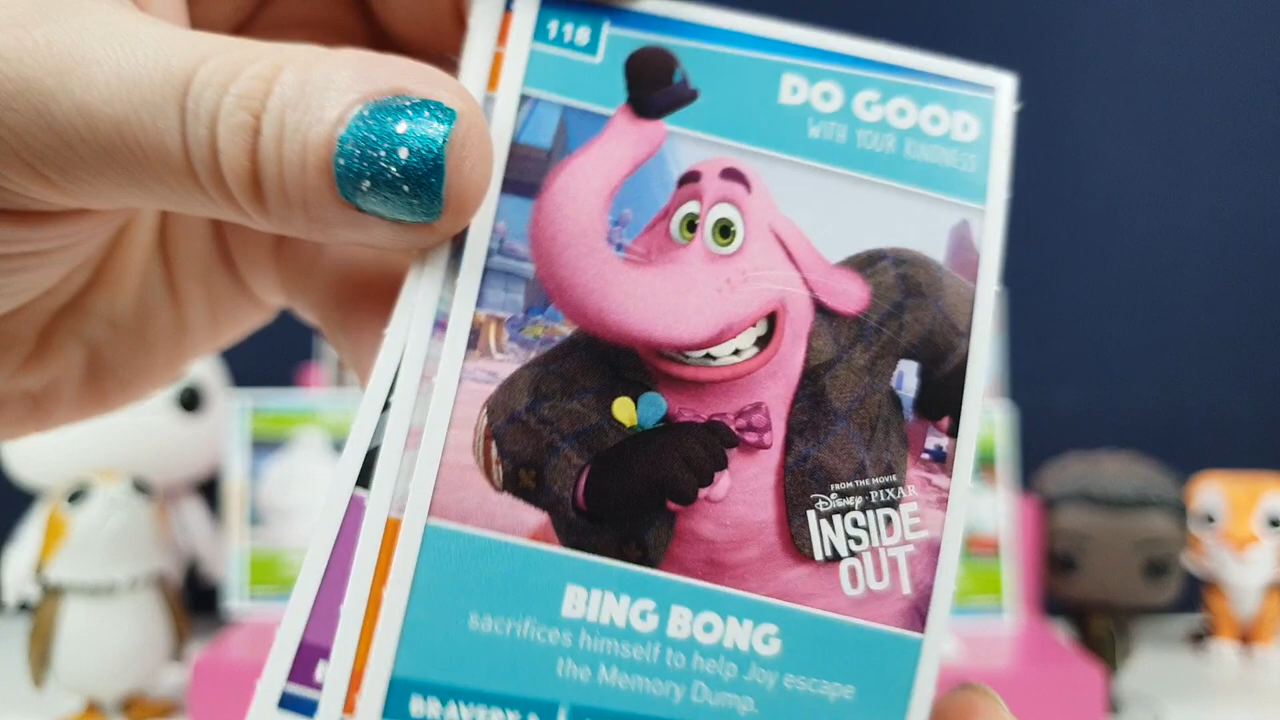 118
DO GOOD
WITH YOUR KINDNESS
FROM THE MOVIE
DISNEY · PIXAR
INSIDE
OUT
BING BONG
sacrifices himself to help Joy escape
the Memory Dump.
BRAVERY